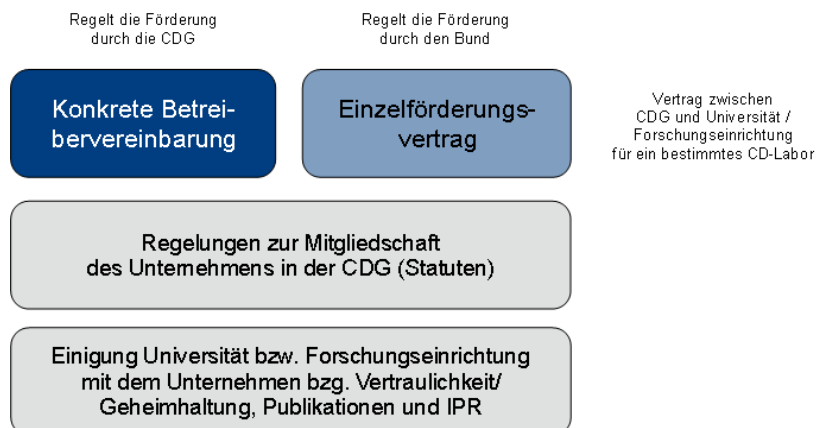 Regelt die Förderung
durch die CDG
Regelt die Förderung
durch den Bund
Konkrete Betrei-
bervereinbarung
Einzelförderungs-
vertrag
Vertrag zwischen
CDG und Universität /
Forschungseinrichtung
für ein bestimmtes CD-Labor
Regelungen zur Mitgliedschaft
des Unternehmens in der CDG (Statuten)
Einigung Universität bzw. Forschungseinrichtung
mit dem Unternehmen bzg. Vertraulichkeit/
Geheimhaltung, Publikationen und IPR